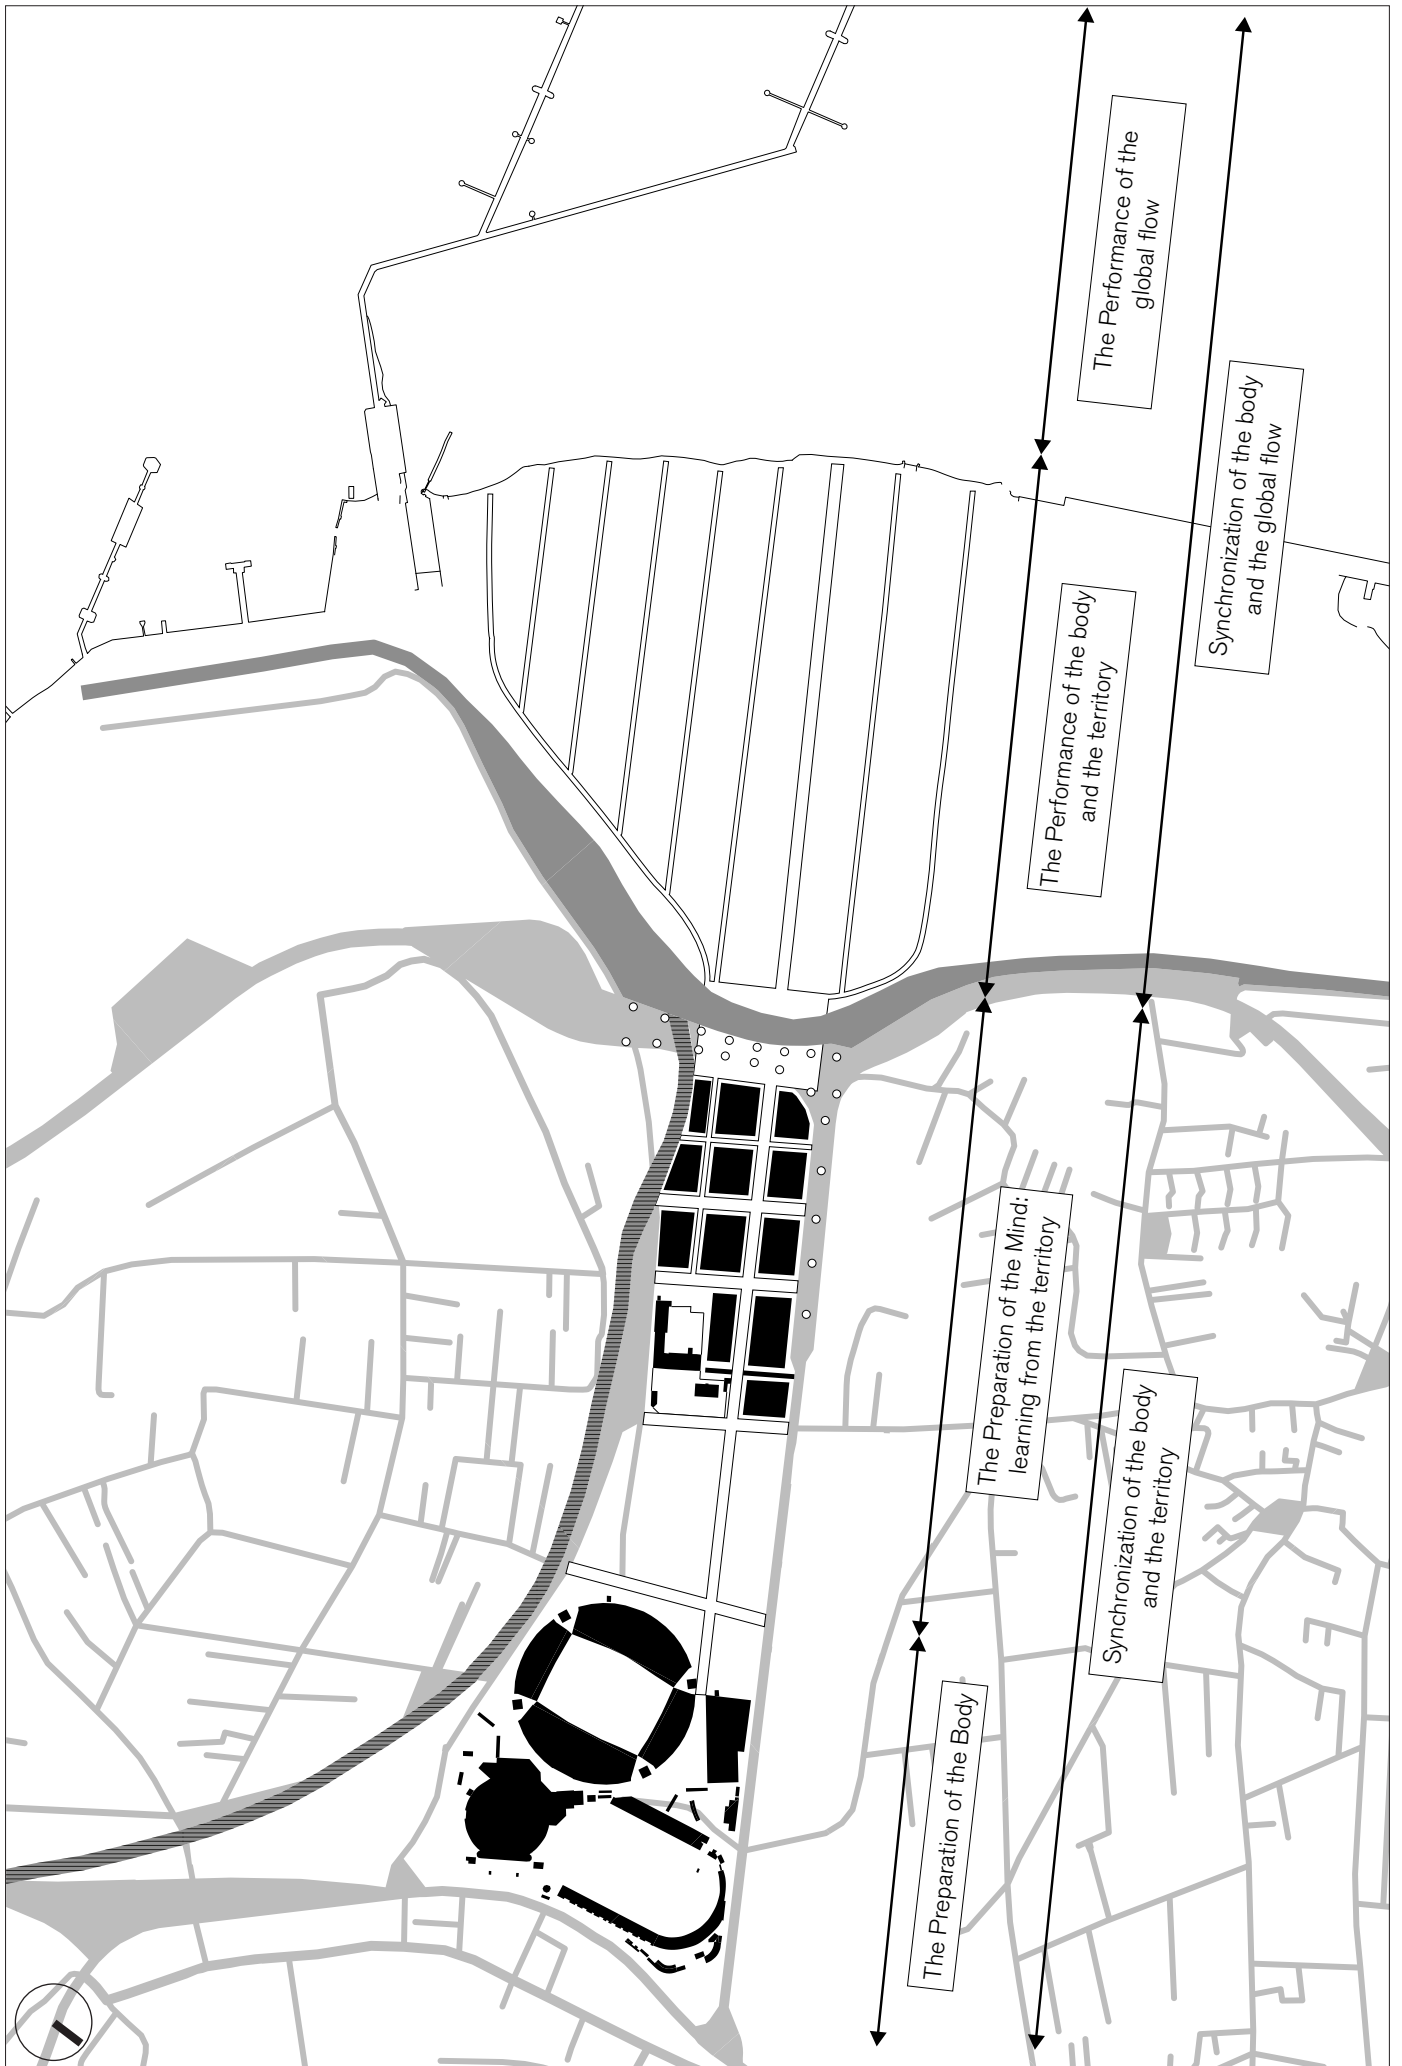 The Performance of the
global flow
Synchronization of the body
and the global flow
The Performance of the body
and the territory
The Preparation of the Mind:
learning from the territory
Synchronization of the body
and the territory
The Preparation of the Body